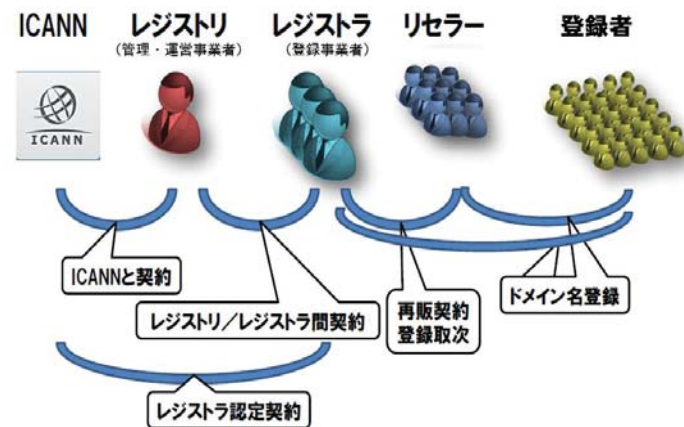 ICANN
レジストリ
（管理・運営事業者）
レジストラ
（登録事業者）
リセラー
登録者
ICANN
ICANNと契約
レジストリ／レジストラ間契約
再販契約
登録取次
ドメイン名登録
レジストラ認定契約